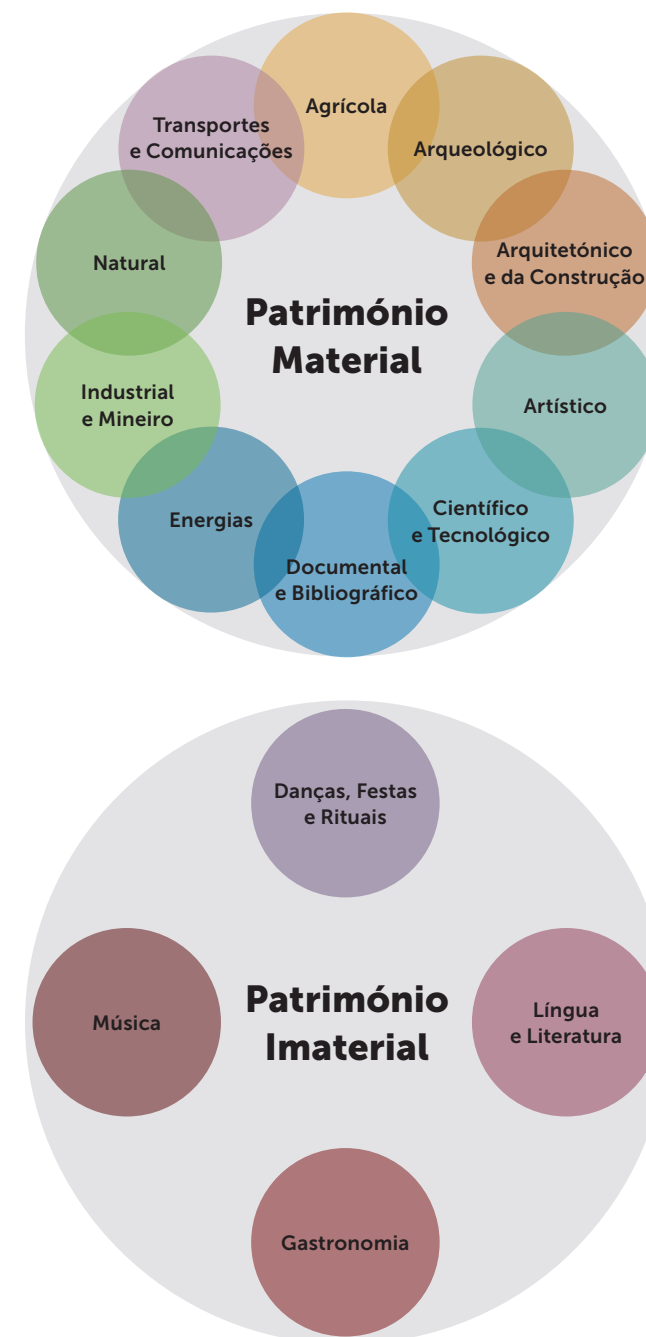 Agrícola
Transportes
e Comunicações
Arqueológico
Natural
Arquitetónico
e da Construção
Património
Material
Industrial
e Mineiro
Artístico
Energias
Científico
e Tecnológico
Documental
e Bibliográfico
Danças, Festas
e Rituais
Música
Património
Imaterial
Língua
e Literatura
Gastronomia